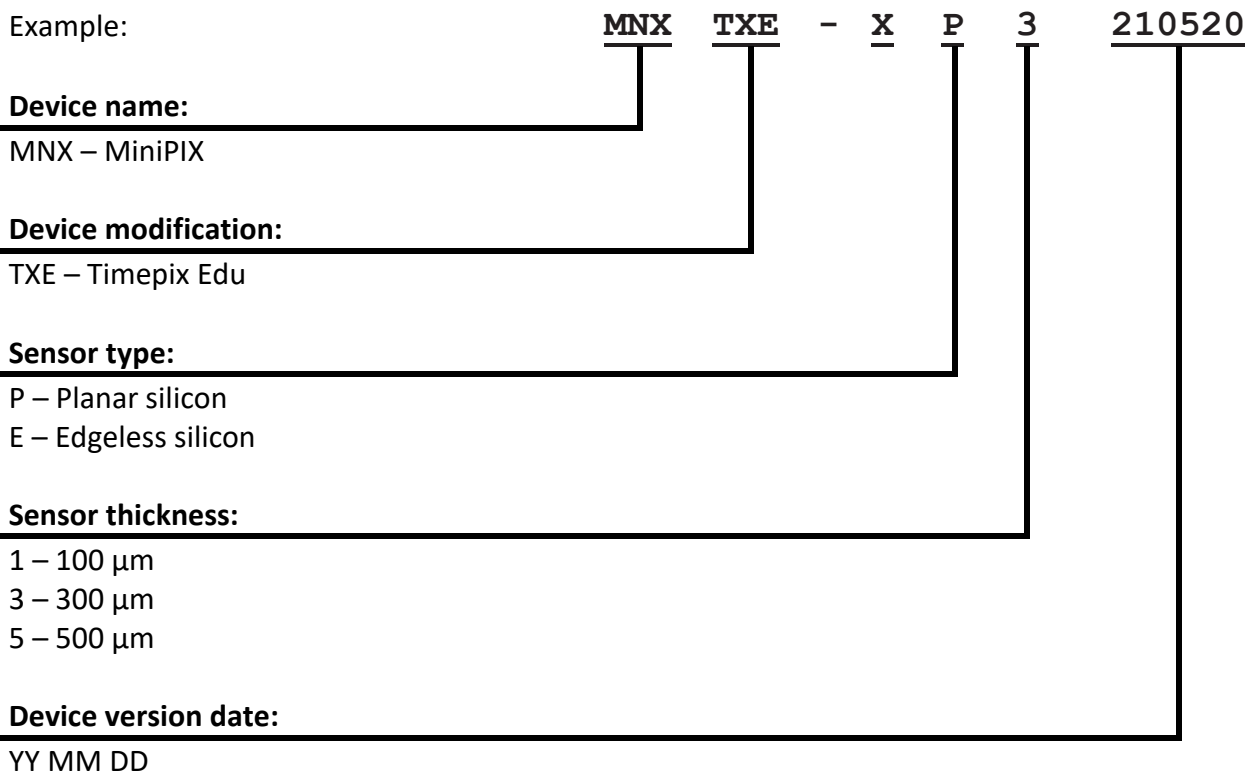 Example: MNX TXE - X P 3 210520
Device name:
MNX – MiniPIX
Device modification:
TXE – Timepix Edu
Sensor type:
P – Planar silicon
E – Edgeless silicon
Sensor thickness:
1 – 100 µm
3 – 300 µm
5 – 500 µm
Device version date:
YY MM DD